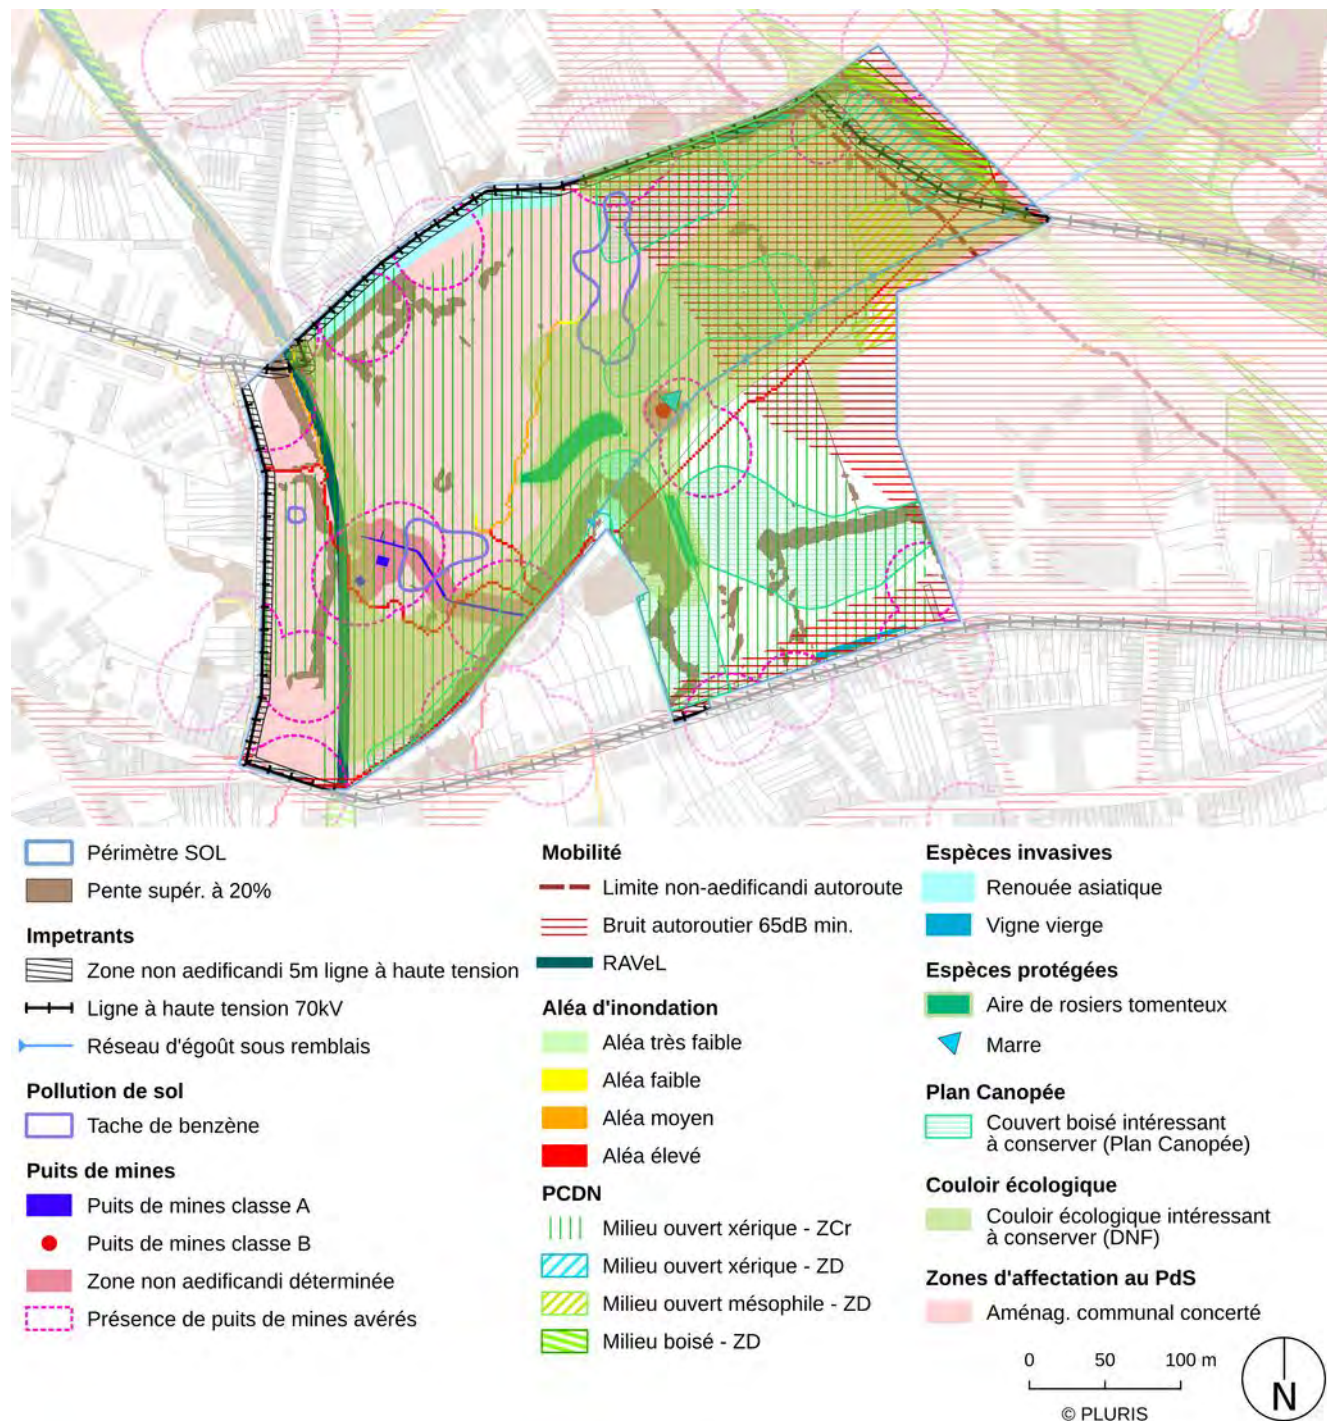 Périmètre SOL
Pente supér. à 20%
Impetrants
Zone non aedificandi 5m ligne à haute tension
Ligne à haute tension 70kV
Réseau d'égoût sous remblais
Pollution de sol
Tache de benzène
Puits de mines
Puits de mines classe A
Puits de mines classe B
Zone non aedificandi déterminée
Présence de puits de mines avérés
Mobilité
Limite non-aedificandi autoroute
Bruit autoroutier 65dB min.
RAVeL
Aléa d'inondation
Aléa très faible
Aléa faible
Aléa moyen
Aléa élevé
PCDN
Milieu ouvert xérique - ZCr
Milieu ouvert xérique - ZD
Milieu ouvert mésophile - ZD
Milieu boisé - ZD
Espèces invasives
Renouée asiatique
Vigne vierge
Espèces protégées
Aire de rosiers tomenteux
Marre
Plan Canopée
Couvert boisé intéressant
à conserver (Plan Canopée)
Couloir écologique
Couloir écologique intéressant
à conserver (DNF)
Zones d'affectation au PdS
Aménag. communal concerté
0 50 100 m
N
© PLURIS